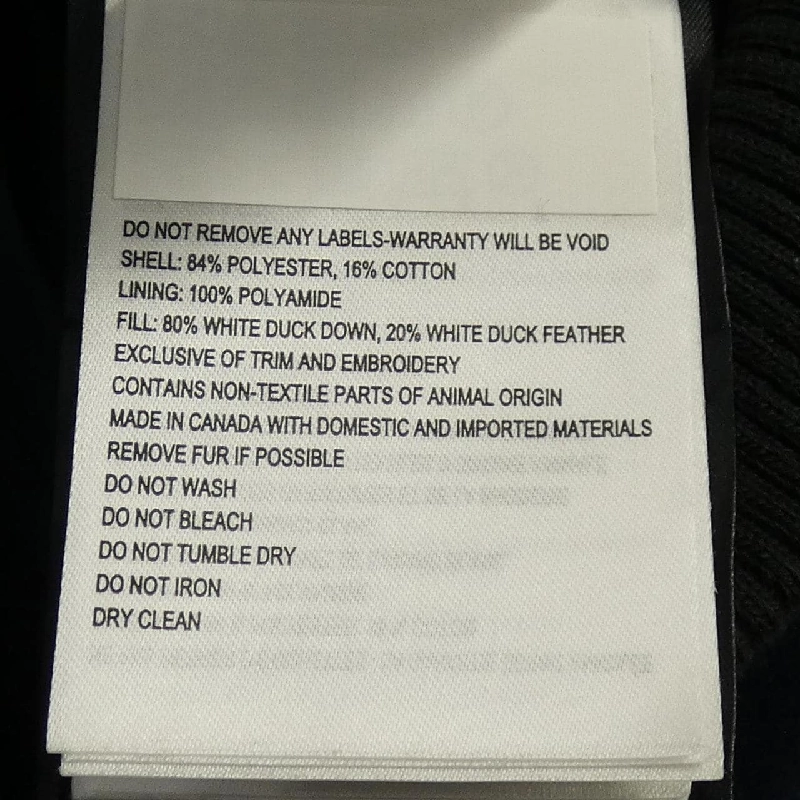 DO NOT REMOVE ANY LABELS-WARRANTY WILL BE VOID
SHELL: 84% POLYESTER, 16% COTTON
LINING: 100% POLYAMIDE
FILL: 80% WHITE DUCK DOWN, 20% WHITE DUCK FEATHER
EXCLUSIVE OF TRIM AND EMBROIDERY
CONTAINS NON-TEXTILE PARTS OF ANIMAL ORIGIN
MADE IN CANADA WITH DOMESTIC AND IMPORTED MATERIALS
REMOVE FUR IF POSSIBLE
DO NOT WASH
DO NOT BLEACH
DO NOT TUMBLE DRY
DO NOT IRON
DRY CLEAN